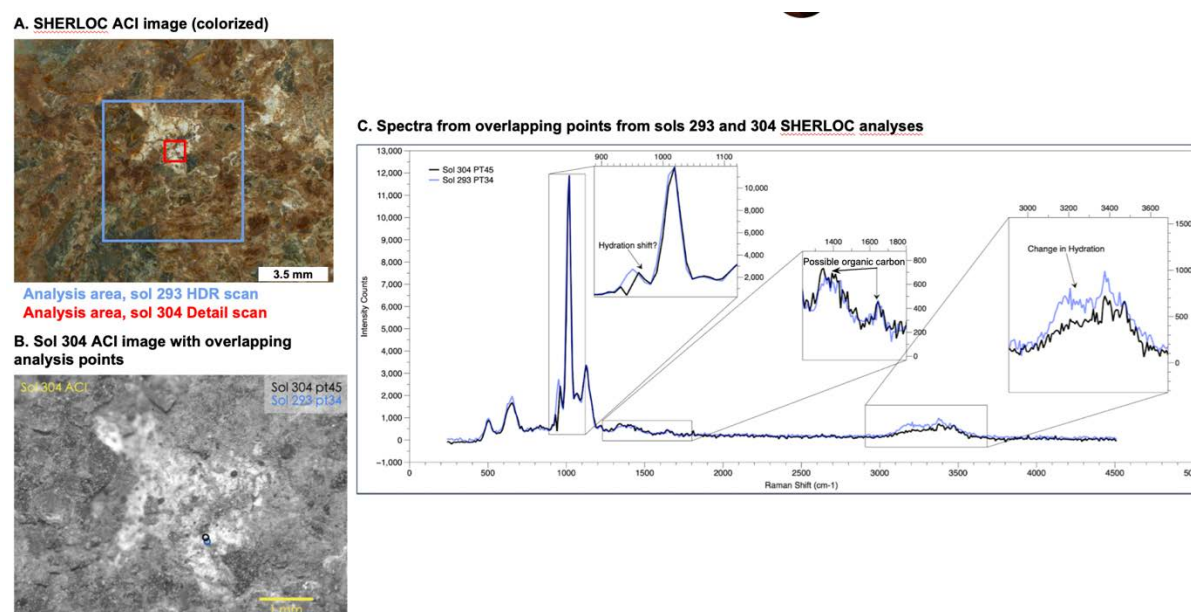 A. SHERLOC ACI image (colorized)
3.5 mm
Analysis area, sol 293 HDR scan
Analysis area, sol 304 Detail scan
B. Sol 304 ACI image with overlapping
analysis points
Sol 304 ACI
Sol 304 pt45
Sol 293 pt34
1 mm
C. Spectra from overlapping points from sols 293 and 304 SHERLOC analyses
13,000
12,000
11,000
10,000
9,000
8,000
7,000
6,000
5,000
4,000
3,000
2,000
1,000
0
−1,000
Intensity Counts
Sol 304 PT45
Sol 293 PT34
900 1000 1100
10,000
8,000
6,000
4,000
2,000
Hydration shift?
1400 1600 1800
Possible organic carbon
800
600
400
200
0
3000 3200 3400 3600
Change in Hydration
1500
1000
500
0
0 500 1000 1500 2000 2500 3000 3500 4000 4500
Raman Shift (cm-1)